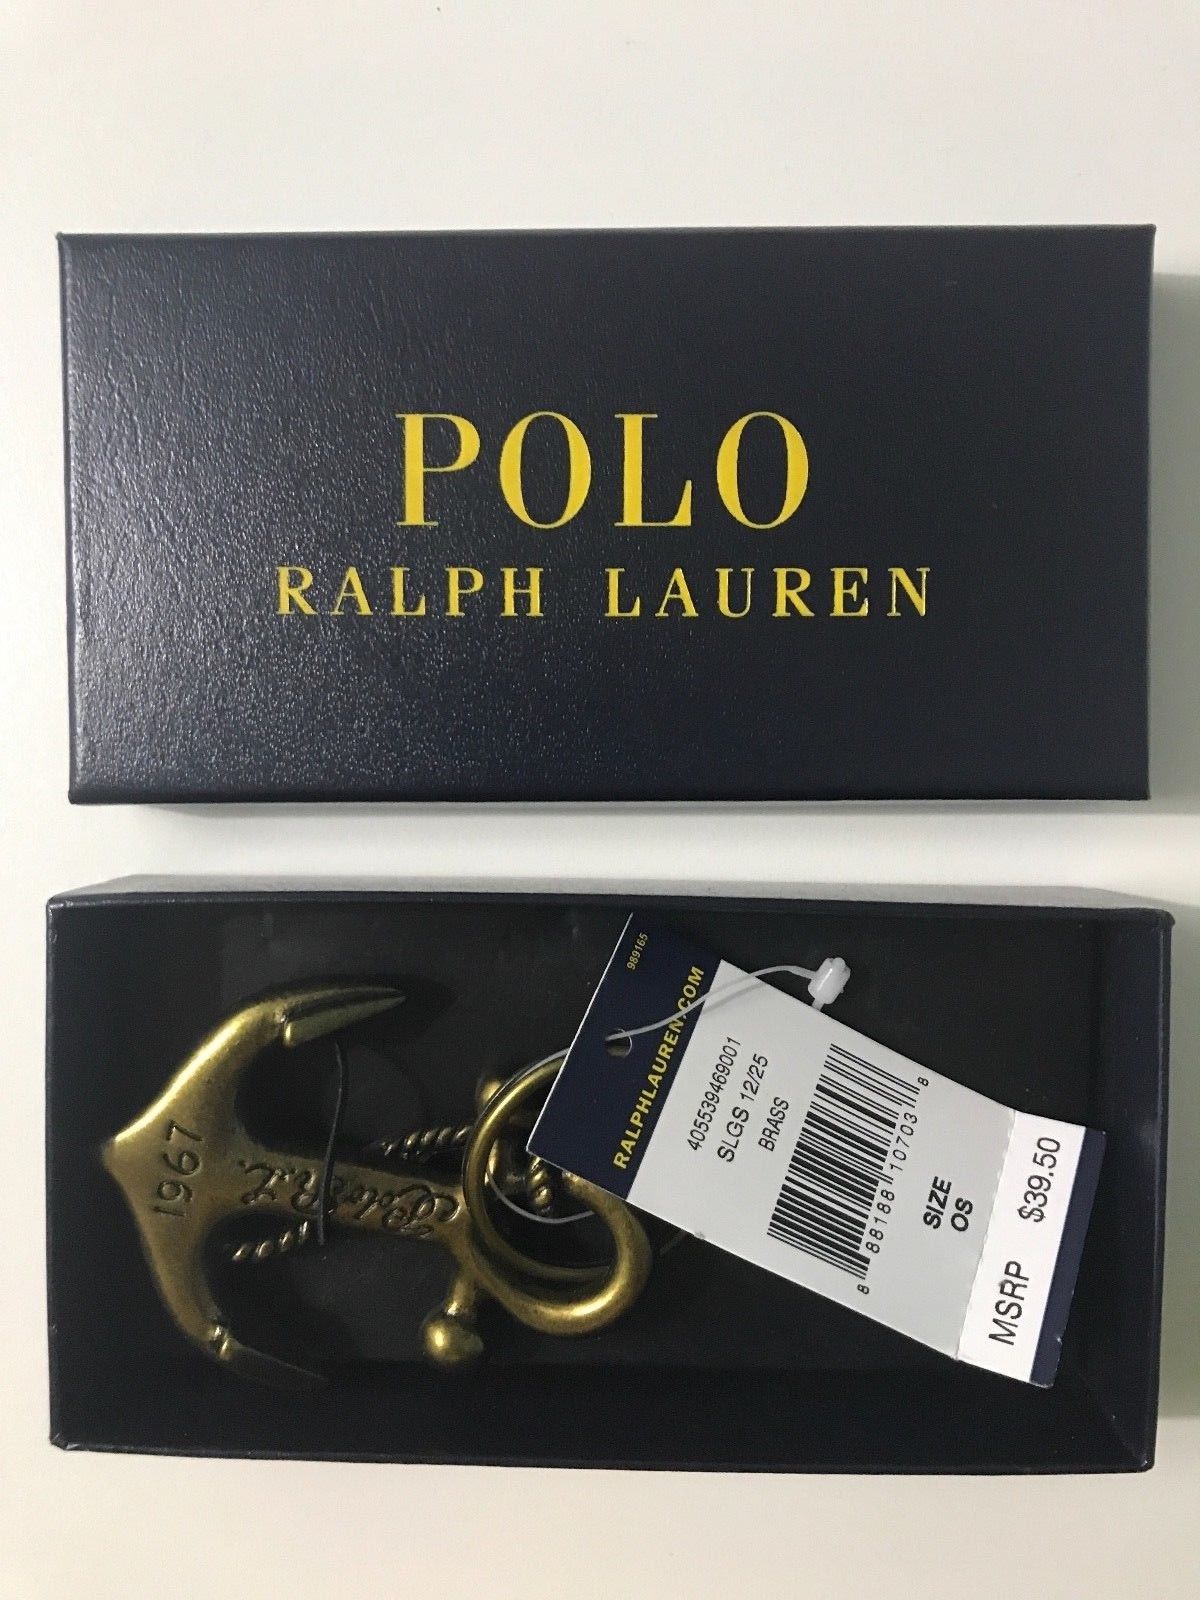 POLO
RALPH LAUREN
989165
RALPHLAUREN.COM
405539469001
SLGS 12/25
BRASS
8 88188 10703 8
SIZE
OS
MSRP $39.50
1967
Polo R.L.